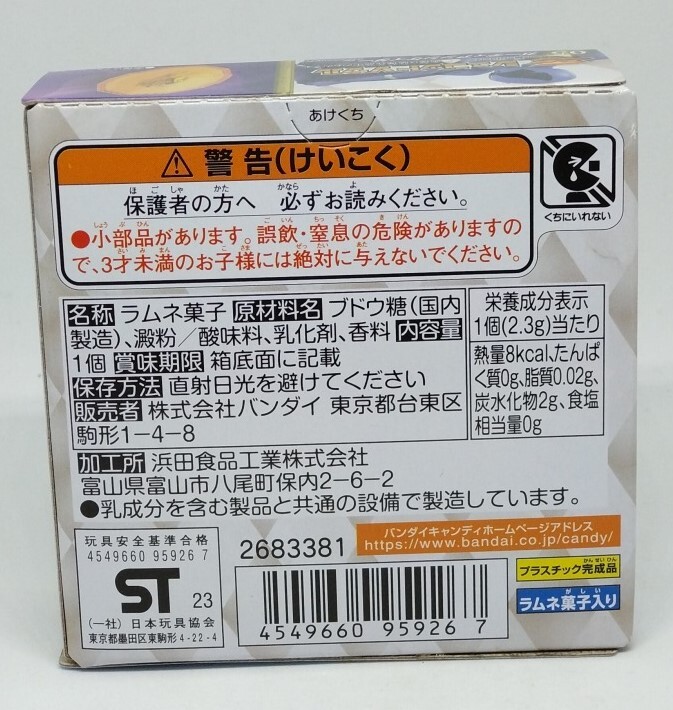 あけくち
⚠ 警告(けいこく)
保護者の方へ 必ずお読みください。
●小部品があります。誤飲・窒息の危険がありますの
で、3才未満のお子様には絶対に与えないでください。
くちにいれない
名称 ラムネ菓子 原材料名 ブドウ糖(国内
製造)、澱粉/酸味料、乳化剤、香料 内容量
1個 賞味期限 箱底面に記載
保存方法 直射日光を避けてください
販売者 株式会社バンダイ 東京都台東区
駒形1-4-8
栄養成分表示
1個(2.3g)当たり
熱量8kcal、たんぱ
く質0g、脂質0.02g、
炭水化物2g、食塩
相当量0g
加工所 浜田食品工業株式会社
富山県富山市八尾町保内2-6-2
●乳成分を含む製品と共通の設備で製造しています。
玩具安全基準合格
4549660 95926 7
ST 23
(一社)日本玩具協会
東京都墨田区東駒形4-22-4
2683381
バンダイキャンディホームページアドレス
https://www.bandai.co.jp/candy/
プラスチック完成品
ラムネ菓子入り
4549660 95926 7